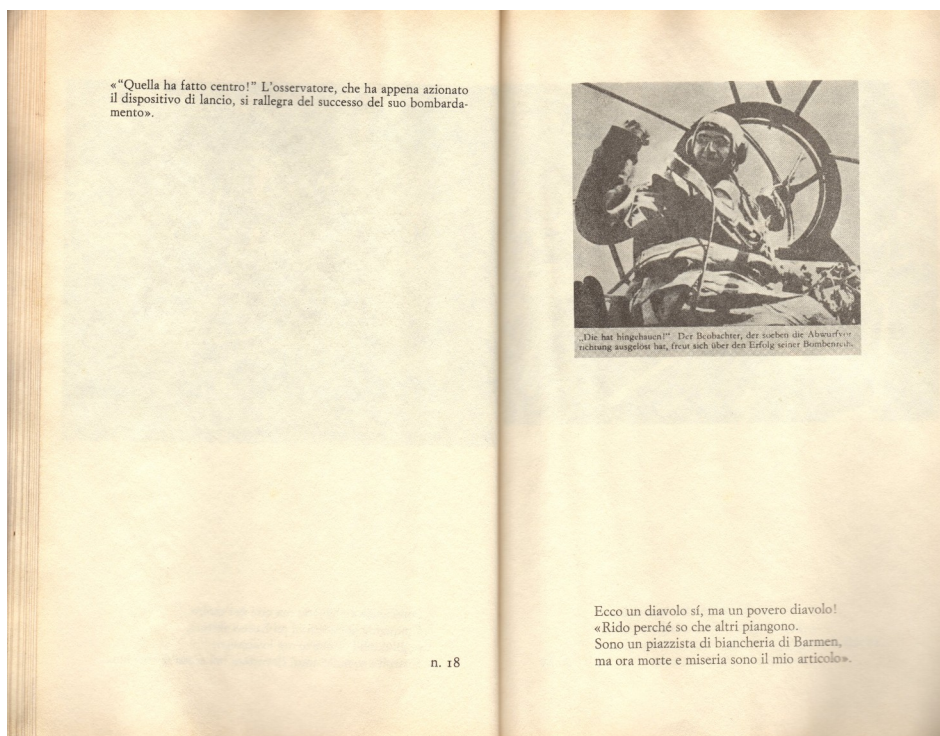 «“Quella ha fatto centro!” L'osservatore, che ha appena azionato
il dispositivo di lancio, si rallegra del successo del suo bombarda-
mento».
n. 18
„Die hat hingehauen!“ Der Beobachter, der soeben die Abwurfvor-
richtung ausgelöst hat, freut sich über den Erfolg seiner Bombenreihe.
Ecco un diavolo sí, ma un povero diavolo!
«Rido perché so che altri piangono.
Sono un piazzista di biancheria di Barmen,
ma ora morte e miseria sono il mio articolo».